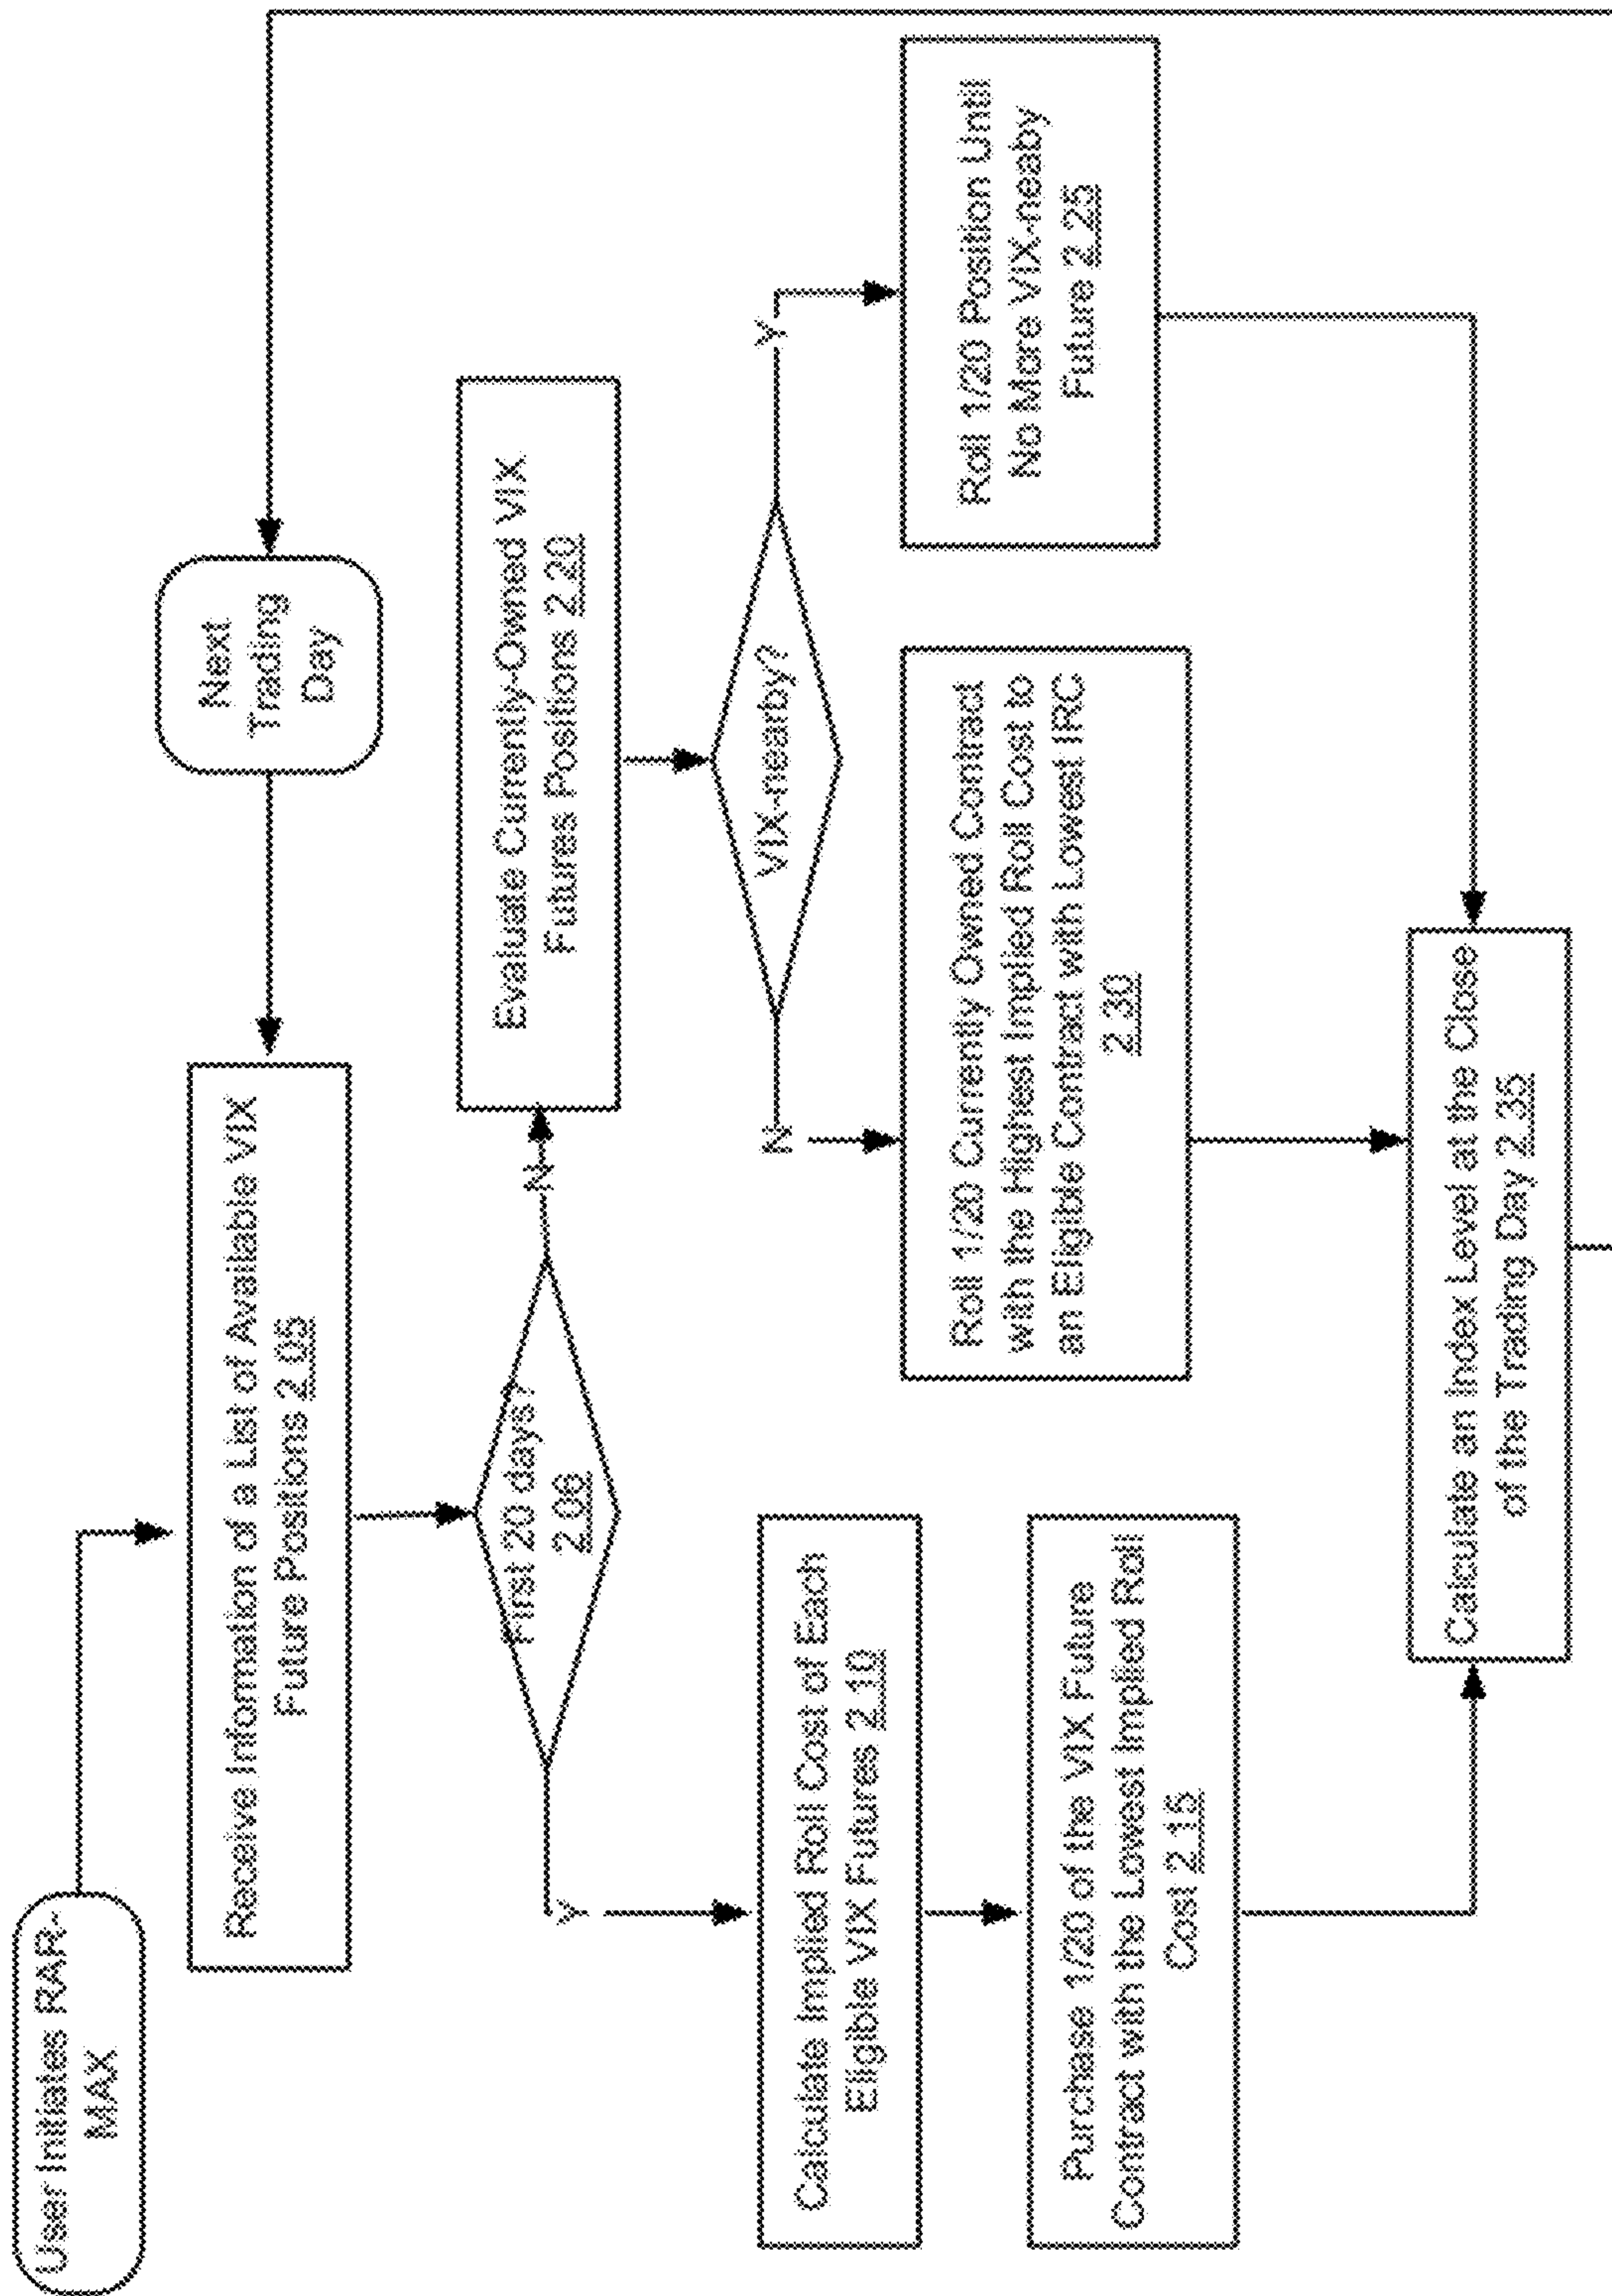 User Initiates RAR-
MAX
Next
Trading
Day
Receive Information of a List of Available VIX
Future Positions 2.05
First 20 days?
2.06
N
Y
Evaluate Currently-Owned VIX
Futures Positions 2.20
VIX-nearby?
N
Y
Calculate Implied Roll Cost of Each
Eligible VIX Futures 2.10
Purchase 1/20 of the VIX Future
Contract with the Lowest Implied Roll
Cost 2.15
Roll 1/20 Currently Owned Contract
with the Highest Implied Roll Cost to
an Eligible Contract with Lowest IRC
2.30
Roll 1/20 Position Until
No More VIX-neaby
Future 2.25
Calculate an Index Level at the Close
of the Trading Day 2.35